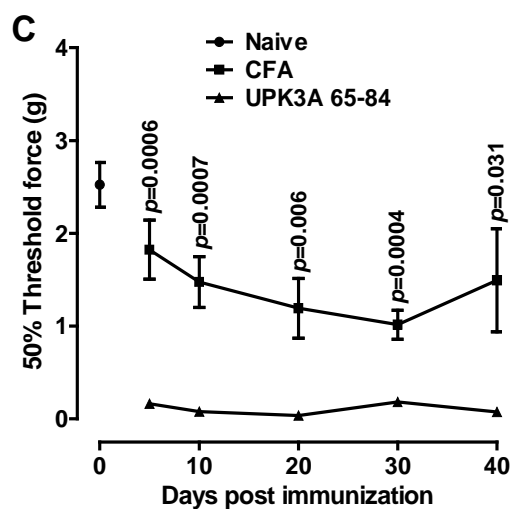 C
Naive
CFA
UPK3A 65-84
50% Threshold force (g)
4
3
2
1
0
p=0.0006
p=0.0007
p=0.006
p=0.0004
p=0.031
0 10 20 30 40
Days post immunization